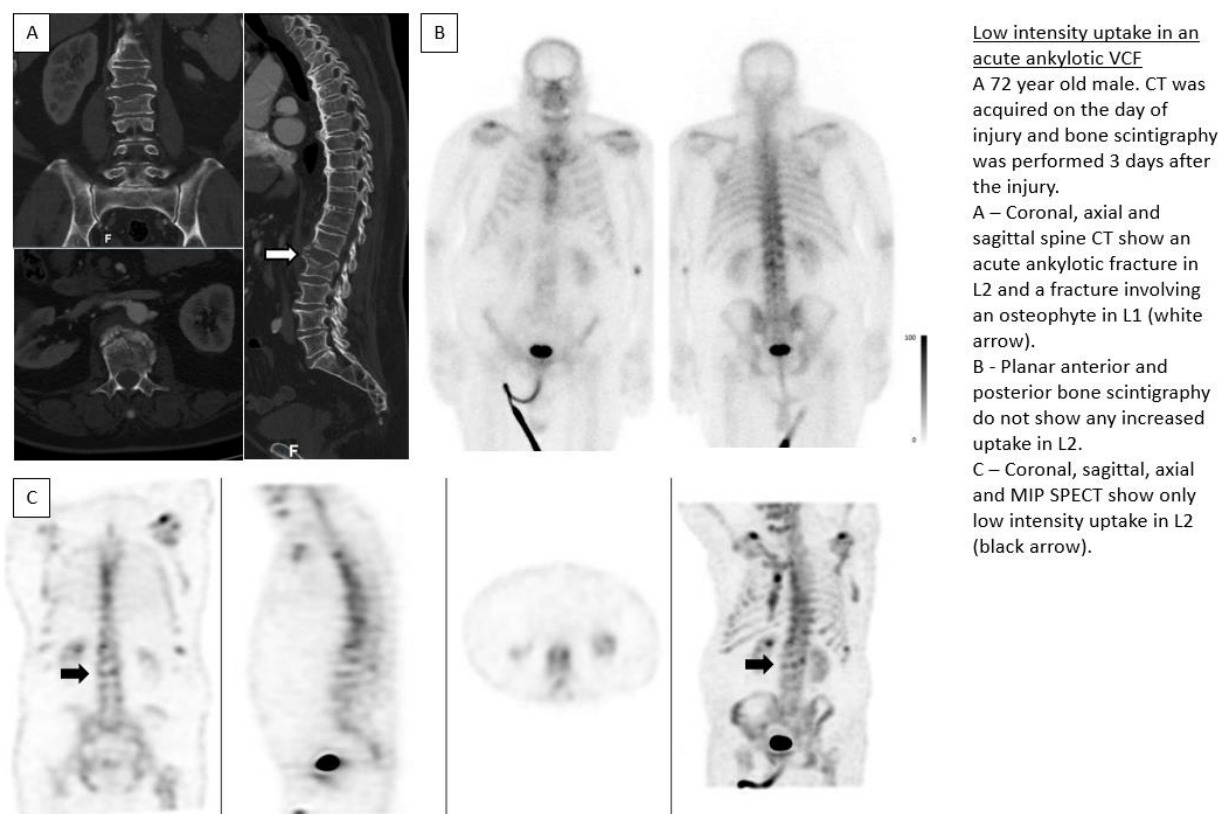 A
B
Low intensity uptake in an
acute ankylotic VCF
A 72 year old male. CT was
acquired on the day of
injury and bone scintigraphy
was performed 3 days after
the injury.
A – Coronal, axial and
sagittal spine CT show an
acute ankylotic fracture in
L2 and a fracture involving
an osteophyte in L1 (white
arrow).
B - Planar anterior and
posterior bone scintigraphy
do not show any increased
uptake in L2.
C – Coronal, sagittal, axial
and MIP SPECT show only
low intensity uptake in L2
(black arrow).
F
F
100
0
C